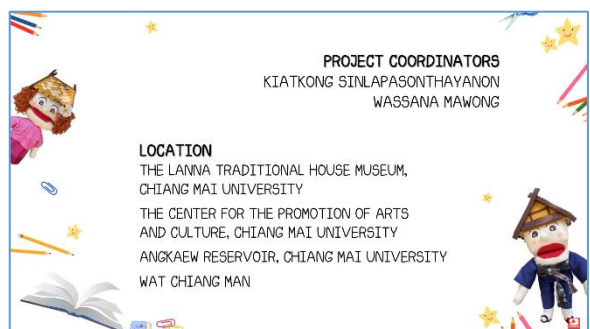 PROJECT COORDINATORS
KIATKONG SINLAPASONTHAYANON
WASSANA MAWONG
LOCATION
THE LANNA TRADITIONAL HOUSE MUSEUM,
CHIANG MAI UNIVERSITY
THE CENTER FOR THE PROMOTION OF ARTS
AND CULTURE, CHIANG MAI UNIVERSITY
ANGKAEW RESERVOIR, CHIANG MAI UNIVERSITY
WAT CHIANG MAN